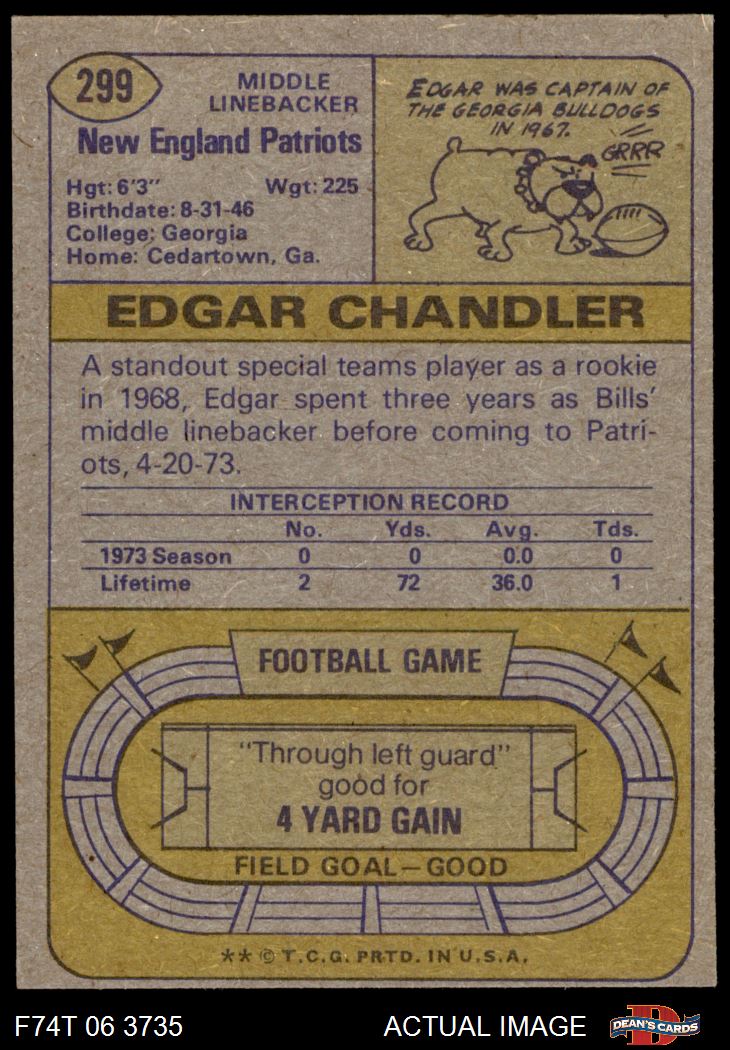 299
MIDDLE
LINEBACKER
New England Patriots
Hgt: 6'3" Wgt: 225
Birthdate: 8-31-46
College: Georgia
Home: Cedartown, Ga.
EDGAR WAS CAPTAIN OF
THE GEORGIA BULLDOGS
IN 1967.
GRRR
EDGAR CHANDLER
A standout special teams player as a rookie
in 1968, Edgar spent three years as Bills'
middle linebacker before coming to Patri-
ots, 4-20-73.
INTERCEPTION RECORD
No. Yds. Avg. Tds.
1973 Season 0 0 0.0 0
Lifetime 2 72 36.0 1
FOOTBALL GAME
"Through left guard"
good for
4 YARD GAIN
FIELD GOAL—GOOD
** © T.C.G. PRTD. IN U.S.A.
F74T 06 3735 ACTUAL IMAGE
D
DEAN'S CARDS